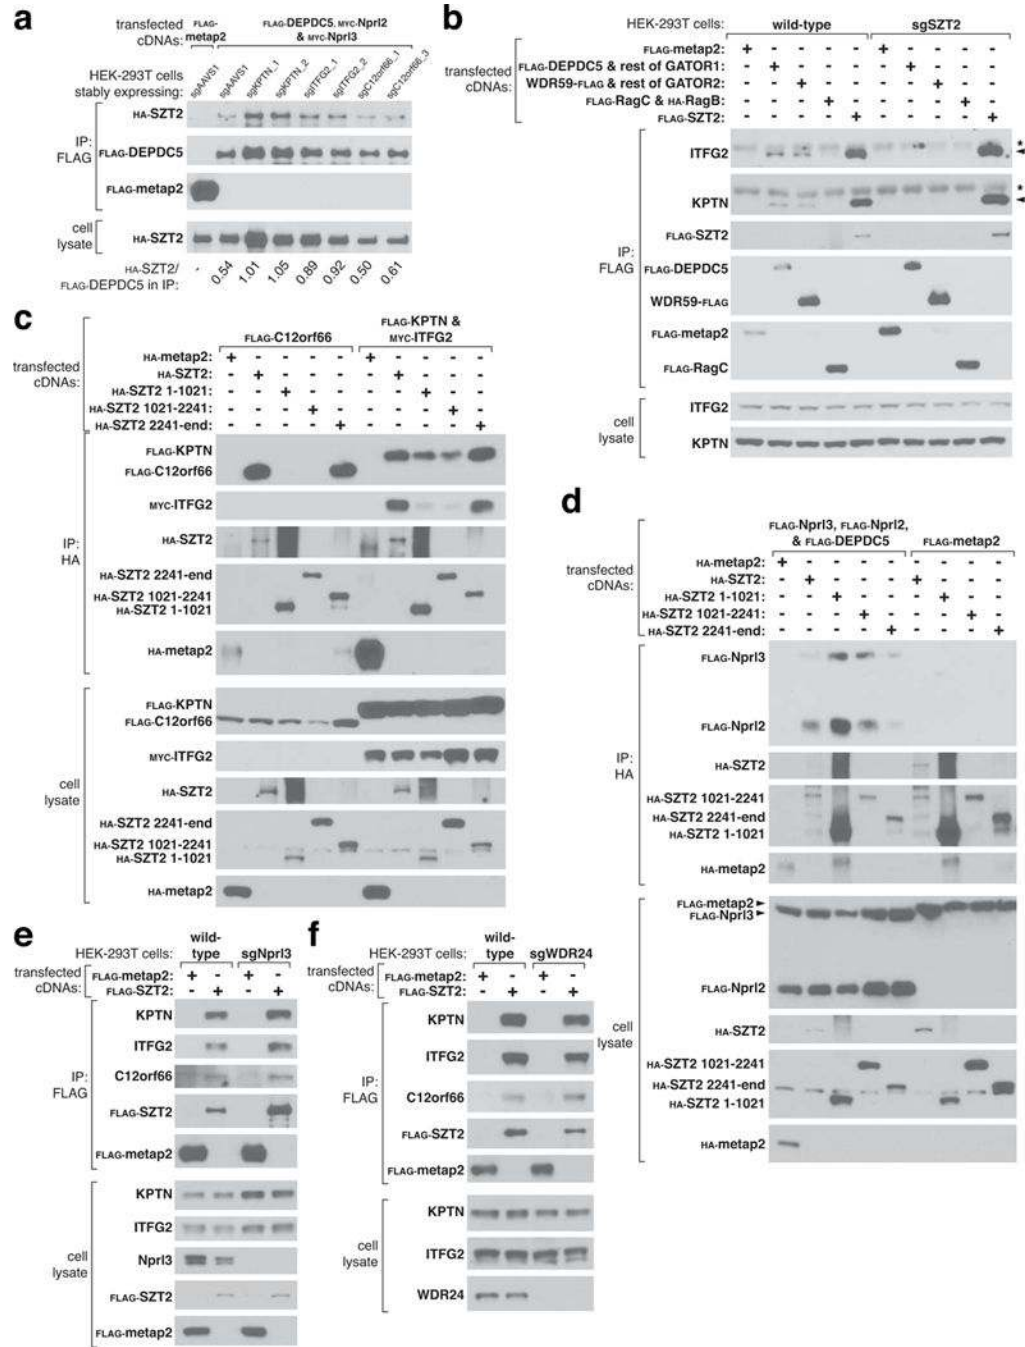 a
transfected cDNAs:
FLAG-metap2
FLAG-DEPDC5, MYC-Nprl2 & MYC-Nprl3
HEK-293T cells stably expressing:
sgAAVS1
sgAAVS1
sgKPTN_1
sgKPTN_2
sgITFG2_1
sgITFG2_2
sgC12orf66_1
sgC12orf66_3
IP: FLAG
HA-SZT2
FLAG-DEPDC5
FLAG-metap2
cell lysate
HA-SZT2
HA-SZT2/
FLAG-DEPDC5 in IP:
- 0.54 1.01 1.05 0.89 0.92 0.50 0.61
b
HEK-293T cells: wild-type sgSZT2
transfected cDNAs:
FLAG-metap2: + - - - - + - - - -
FLAG-DEPDC5 & rest of GATOR1: - + - - - - + - - -
WDR59-FLAG & rest of GATOR2: - - + - - - - + - -
FLAG-RagC & HA-RagB: - - - + - - - - + -
FLAG-SZT2: - - - - + - - - - +
IP: FLAG
ITFG2 *
KPTN *
FLAG-SZT2
FLAG-DEPDC5
WDR59-FLAG
FLAG-metap2
FLAG-RagC
cell lysate
ITFG2
KPTN
c
transfected cDNAs:
FLAG-C12orf66
FLAG-KPTN & MYC-ITFG2
HA-metap2: + - - - - + - - - -
HA-SZT2: - + - - - - + - - -
HA-SZT2 1-1021: - - + - - - - + - -
HA-SZT2 1021-2241: - - - + - - - - + -
HA-SZT2 2241-end: - - - - + - - - - +
IP: HA
FLAG-KPTN
FLAG-C12orf66
MYC-ITFG2
HA-SZT2
HA-SZT2 2241-end
HA-SZT2 1021-2241
HA-SZT2 1-1021
HA-metap2
cell lysate
FLAG-KPTN
FLAG-C12orf66
MYC-ITFG2
HA-SZT2
HA-SZT2 2241-end
HA-SZT2 1021-2241
HA-SZT2 1-1021
HA-metap2
d
transfected cDNAs:
FLAG-Nprl3, FLAG-Nprl2, & FLAG-DEPDC5
FLAG-metap2
HA-metap2: + - - - - - - - -
HA-SZT2: - + - - - + - - -
HA-SZT2 1-1021: - - + - - - + - -
HA-SZT2 1021-2241: - - - + - - - + -
HA-SZT2 2241-end: - - - - + - - - +
IP: HA
FLAG-Nprl3
FLAG-Nprl2
HA-SZT2
HA-SZT2 1021-2241
HA-SZT2 2241-end
HA-SZT2 1-1021
HA-metap2
cell lysate
FLAG-metap2
FLAG-Nprl3
FLAG-Nprl2
HA-SZT2
HA-SZT2 1021-2241
HA-SZT2 2241-end
HA-SZT2 1-1021
HA-metap2
e
HEK-293T cells: wild-type sgNprl3
transfected cDNAs:
FLAG-metap2: + - + -
FLAG-SZT2: - + - +
IP: FLAG
KPTN
ITFG2
C12orf66
FLAG-SZT2
FLAG-metap2
cell lysate
KPTN
ITFG2
Nprl3
FLAG-SZT2
FLAG-metap2
f
HEK-293T cells: wild-type sgWDR24
transfected cDNAs:
FLAG-metap2: + - + -
FLAG-SZT2: - + - +
IP: FLAG
KPTN
ITFG2
C12orf66
FLAG-SZT2
FLAG-metap2
cell lysate
KPTN
ITFG2
WDR24